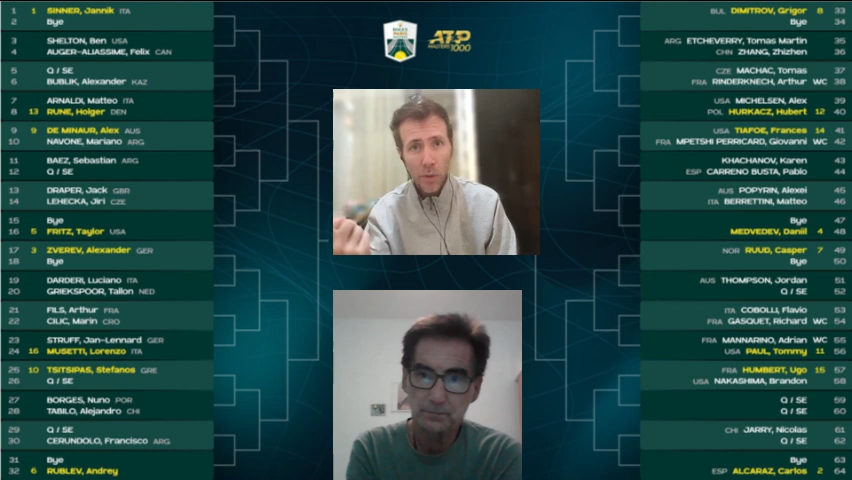 1 1 SINNER, Jannik ITA
2 Bye
3 SHELTON, Ben USA
4 AUGER-ALIASSIME, Felix CAN
5 Q / SE
6 BUBLIK, Alexander KAZ
7 ARNALDI, Matteo ITA
8 13 RUNE, Holger DEN
9 9 DE MINAUR, Alex AUS
10 NAVONE, Mariano ARG
11 BAEZ, Sebastian ARG
12 Q / SE
13 DRAPER, Jack GBR
14 LEHECKA, Jiri CZE
15 Bye
16 5 FRITZ, Taylor USA
17 3 ZVEREV, Alexander GER
18 Bye
19 DARDERI, Luciano ITA
20 GRIEKSPOOR, Tallon NED
21 FILS, Arthur FRA
22 CILIC, Marin CRO
23 STRUFF, Jan-Lennard GER
24 16 MUSETTI, Lorenzo ITA
25 10 TSITSIPAS, Stefanos GRE
26 Q / SE
27 BORGES, Nuno POR
28 TABILO, Alejandro CHI
29 Q / SE
30 CERUNDOLO, Francisco ARG
31 Bye
32 6 RUBLEV, Andrey
ROLEX
PARIS
MASTERS
ATP
MASTERS 1000
BUL DIMITROV, Grigor 8 33
Bye 34
ARG ETCHEVERRY, Tomas Martin 35
CHN ZHANG, Zhizhen 36
CZE MACHAC, Tomas 37
FRA RINDERKNECH, Arthur WC 38
USA MICHELSEN, Alex 39
POL HURKACZ, Hubert 12 40
USA TIAFOE, Frances 14 41
FRA MPETSHI PERRICARD, Giovanni WC 42
KHACHANOV, Karen 43
ESP CARRENO BUSTA, Pablo 44
AUS POPYRIN, Alexei 45
ITA BERRETTINI, Matteo 46
Bye 47
MEDVEDEV, Daniil 4 48
NOR RUUD, Casper 7 49
Bye 50
AUS THOMPSON, Jordan 51
Q / SE 52
ITA COBOLLI, Flavio 53
FRA GASQUET, Richard WC 54
FRA MANNARINO, Adrian WC 55
USA PAUL, Tommy 11 56
FRA HUMBERT, Ugo 15 57
USA NAKASHIMA, Brandon 58
Q / SE 59
Q / SE 60
CHI JARRY, Nicolas 61
Q / SE 62
Bye 63
ESP ALCARAZ, Carlos 2 64